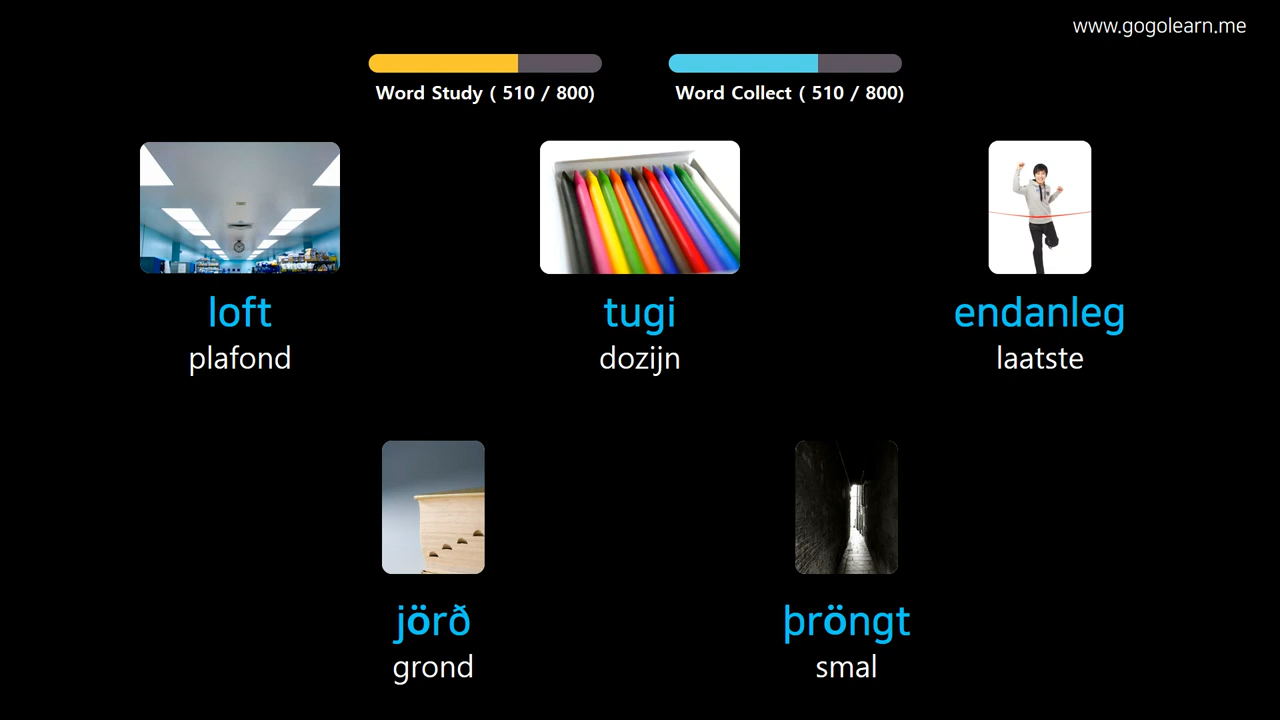 www.gogolearn.me
Word Study ( 510 / 800)
Word Collect ( 510 / 800)
loft
plafond
tugi
dozijn
endanleg
laatste
jörð
grond
þröngt
smal